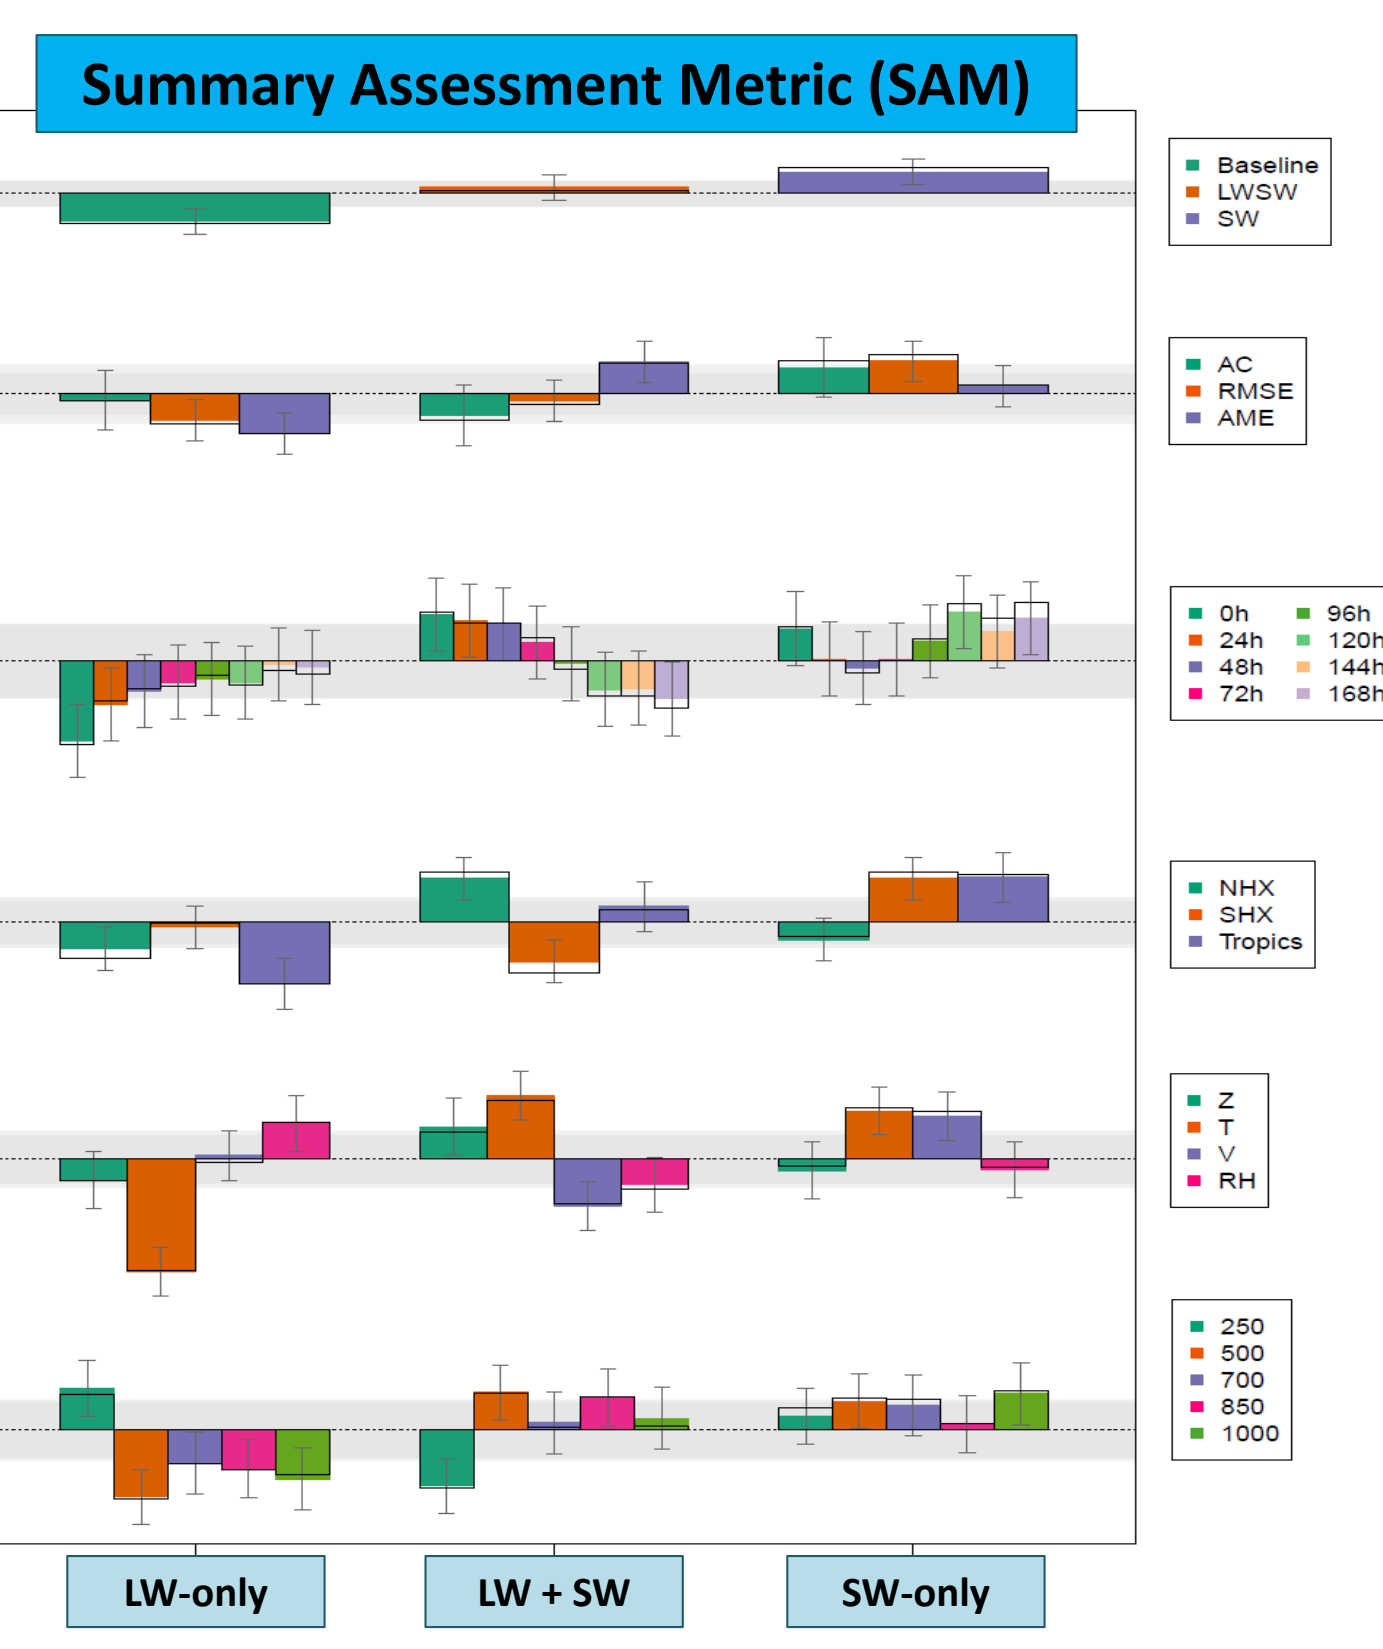 Summary Assessment Metric (SAM)
Baseline
LWSW
SW
AC
RMSE
AME
0h 96h
24h 120h
48h 144h
72h 168h
NHX
SHX
Tropics
Z
T
V
RH
250
500
700
850
1000
LW-only LW + SW SW-only